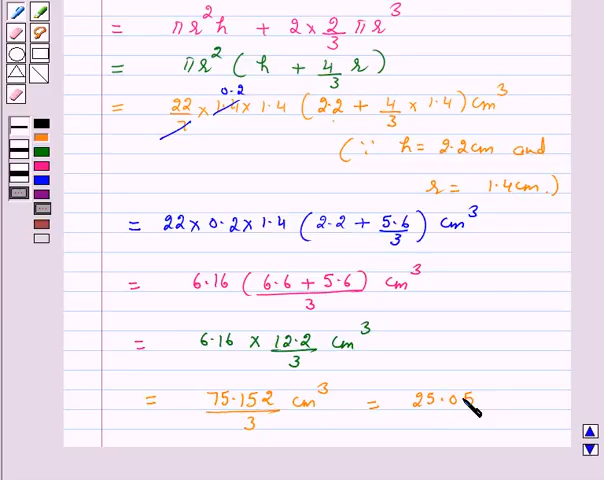 = πr²h + 2 × 2/3 πr³
= πr² ( h + 4/3 r )
0.2
= 22/7 × 1.4 × 1.4 ( 2.2 + 4/3 × 1.4 ) cm³
( ∵ h = 2.2cm and
r = 1.4cm. )
= 22 × 0.2 × 1.4 ( 2.2 + 5.6/3 ) cm³
= 6.16 ( 6.6 + 5.6 / 3 ) cm³
= 6.16 × 12.2/3 cm³
= 75.152/3 cm³ = 25.05